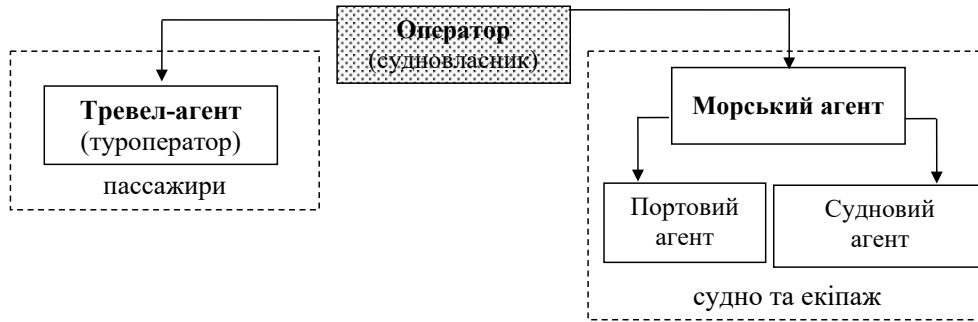 Оператор
(судновласник)
Тревел-агент
(туроператор)
пассажири
Морський агент
Портовий
агент
Судновий
агент
судно та екіпаж